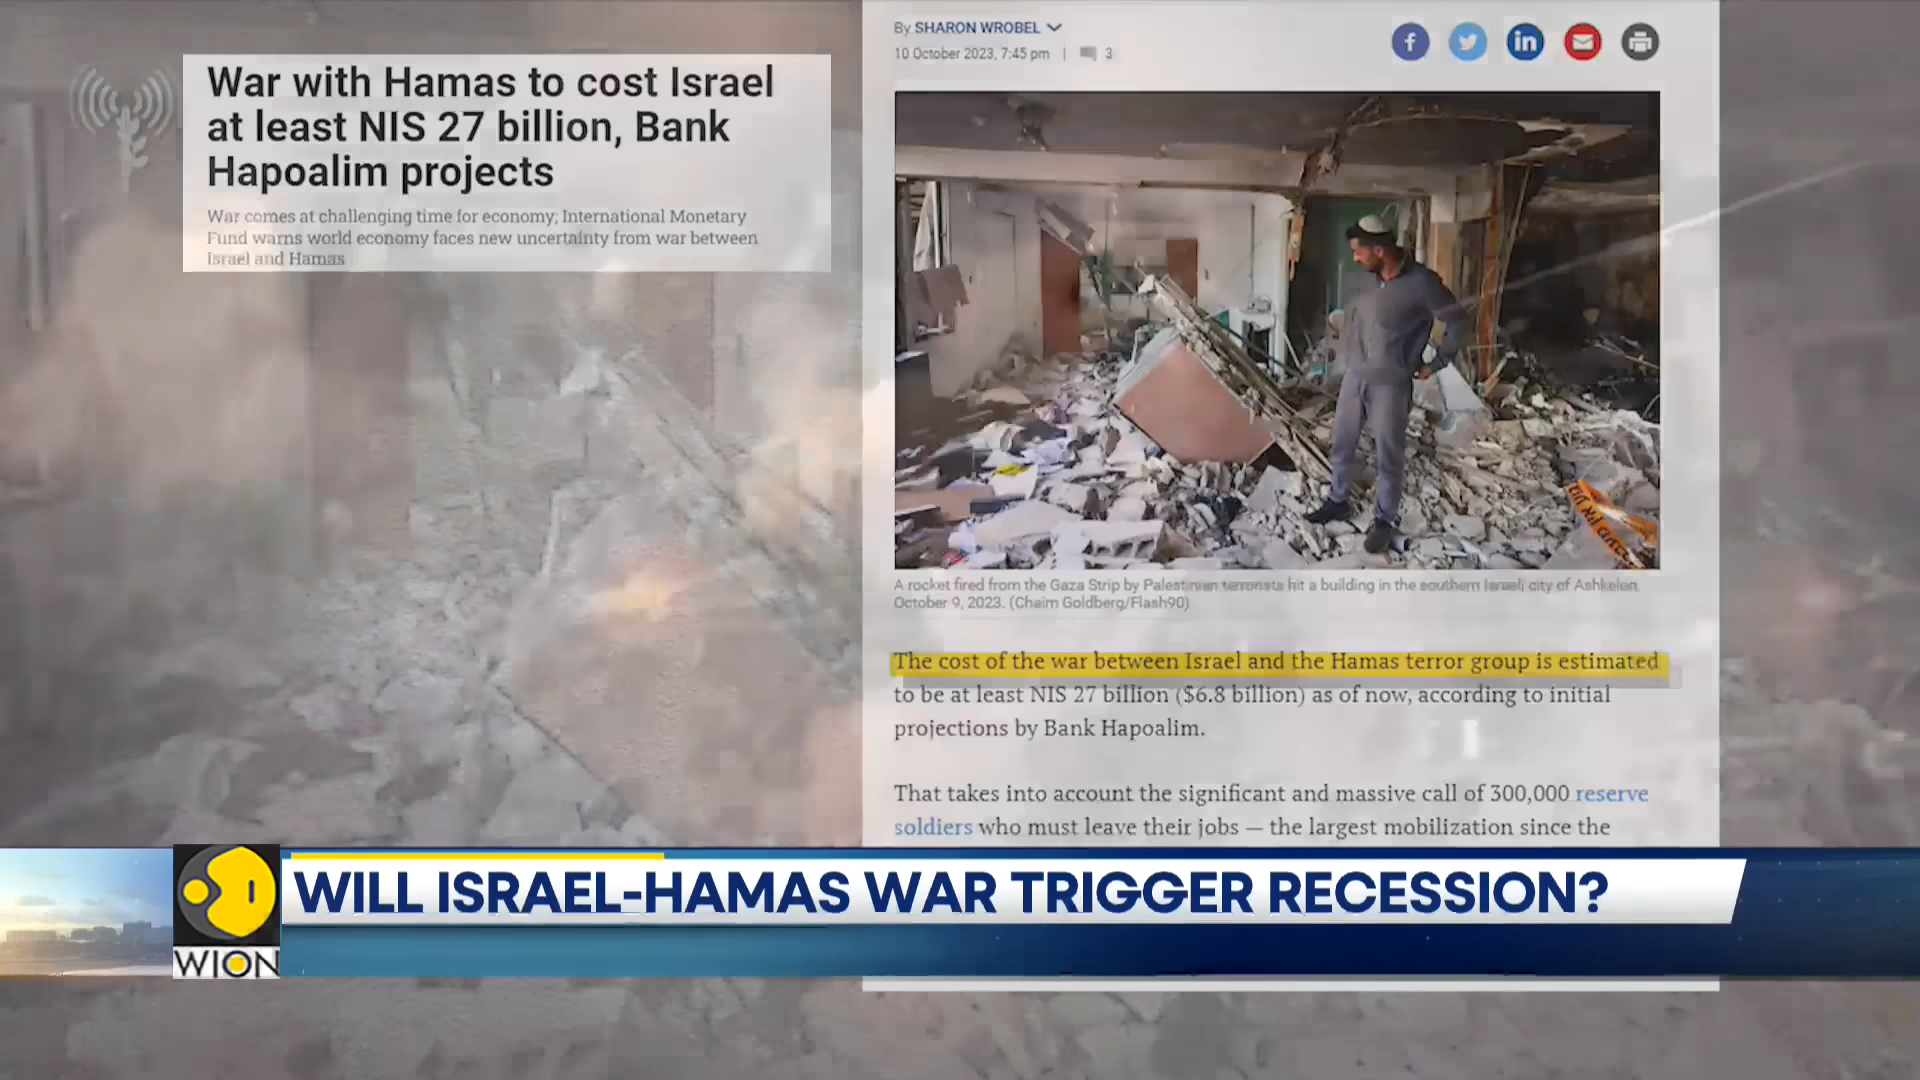 War with Hamas to cost Israel
at least NIS 27 billion, Bank
Hapoalim projects
War comes at challenging time for economy; International Monetary
Fund warns world economy faces new uncertainty from war between
Israel and Hamas
By SHARON WROBEL
10 October 2023, 7:45 pm | 3
A rocket fired from the Gaza Strip by Palestinian terrorists hit a building in the southern Israeli city of Ashkelon,
October 9, 2023. (Chaim Goldberg/Flash90)
The cost of the war between Israel and the Hamas terror group is estimated
to be at least NIS 27 billion ($6.8 billion) as of now, according to initial
projections by Bank Hapoalim.
That takes into account the significant and massive call of 300,000 reserve
soldiers who must leave their jobs — the largest mobilization since the
WILL ISRAEL-HAMAS WAR TRIGGER RECESSION?
WION